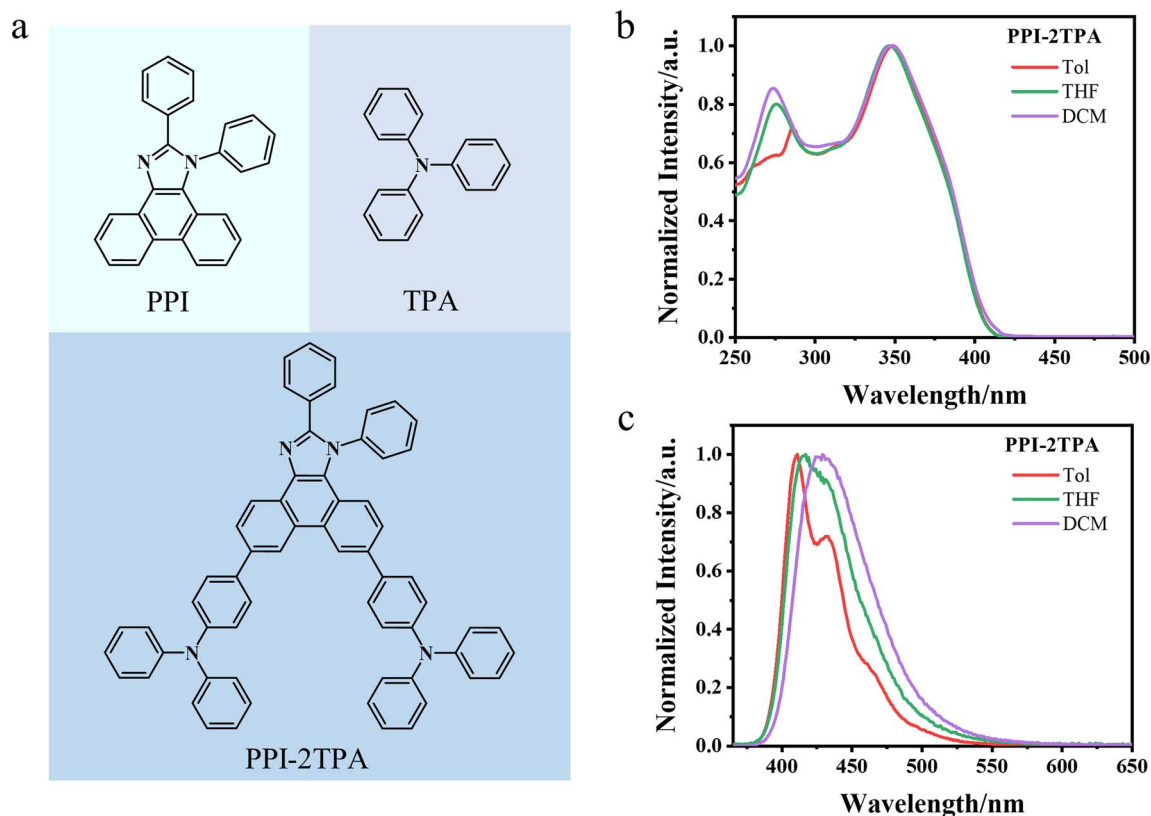 a
N
N
PPI
N
TPA
N
N
N
N
PPI-2TPA
b
PPI-2TPA
Tol
THF
DCM
Normalized Intensity/a.u.
1.0
0.8
0.6
0.4
0.2
0.0
250 300 350 400 450 500
Wavelength/nm
c
PPI-2TPA
Tol
THF
DCM
Normalized Intensity/a.u.
1.0
0.8
0.6
0.4
0.2
0.0
400 450 500 550 600 650
Wavelength/nm